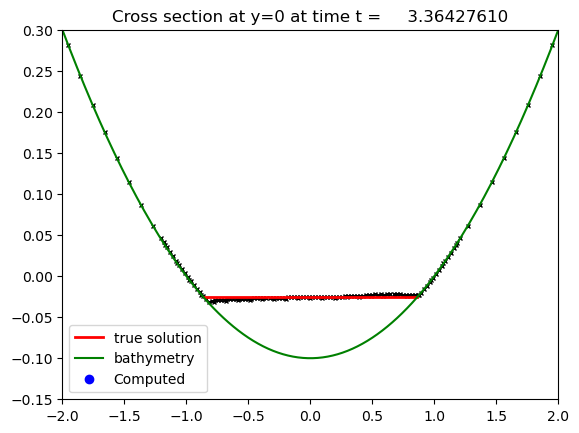 Cross section at y=0 at time t =     3.36427610
0.30
0.25
0.20
0.15
0.10
0.05
0.00
−0.05
−0.10
−0.15
true solution
bathymetry
Computed
−2.0 −1.5 −1.0 −0.5 0.0 0.5 1.0 1.5 2.0